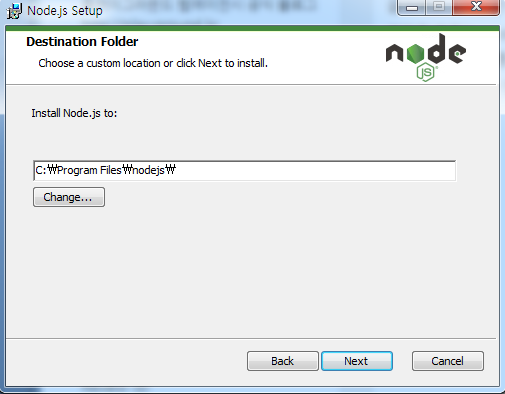 Node.js Setup
Destination Folder
Choose a custom location or click Next to install.
node
JS
Install Node.js to:
C:₩Program Files₩nodejs₩
Change...
Back
Next
Cancel